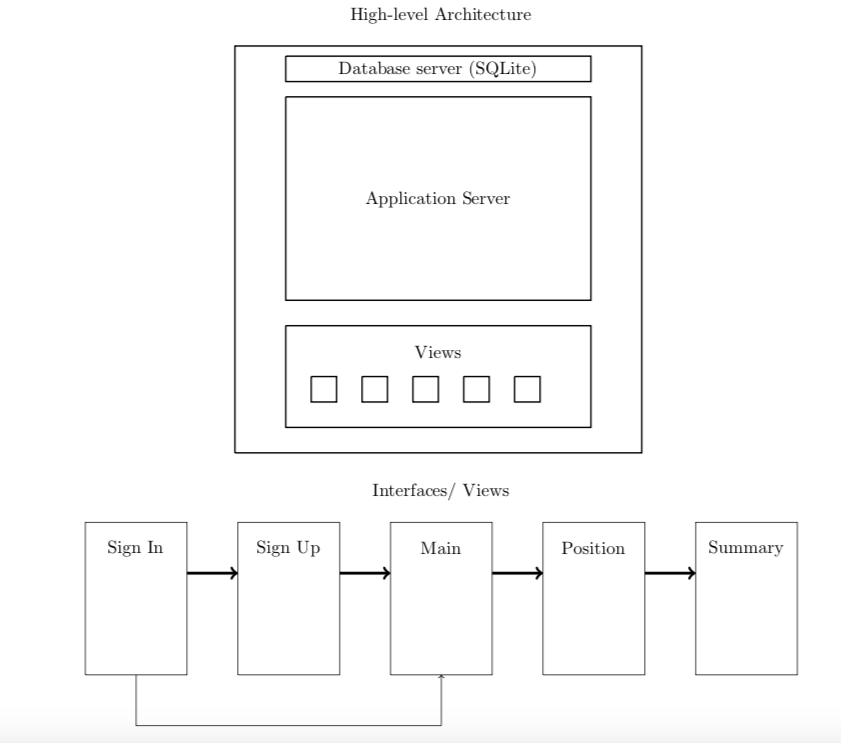 High-level Architecture
Database server (SQLite)
Application Server
Views
Interfaces/ Views
Sign In
Sign Up
Main
Position
Summary